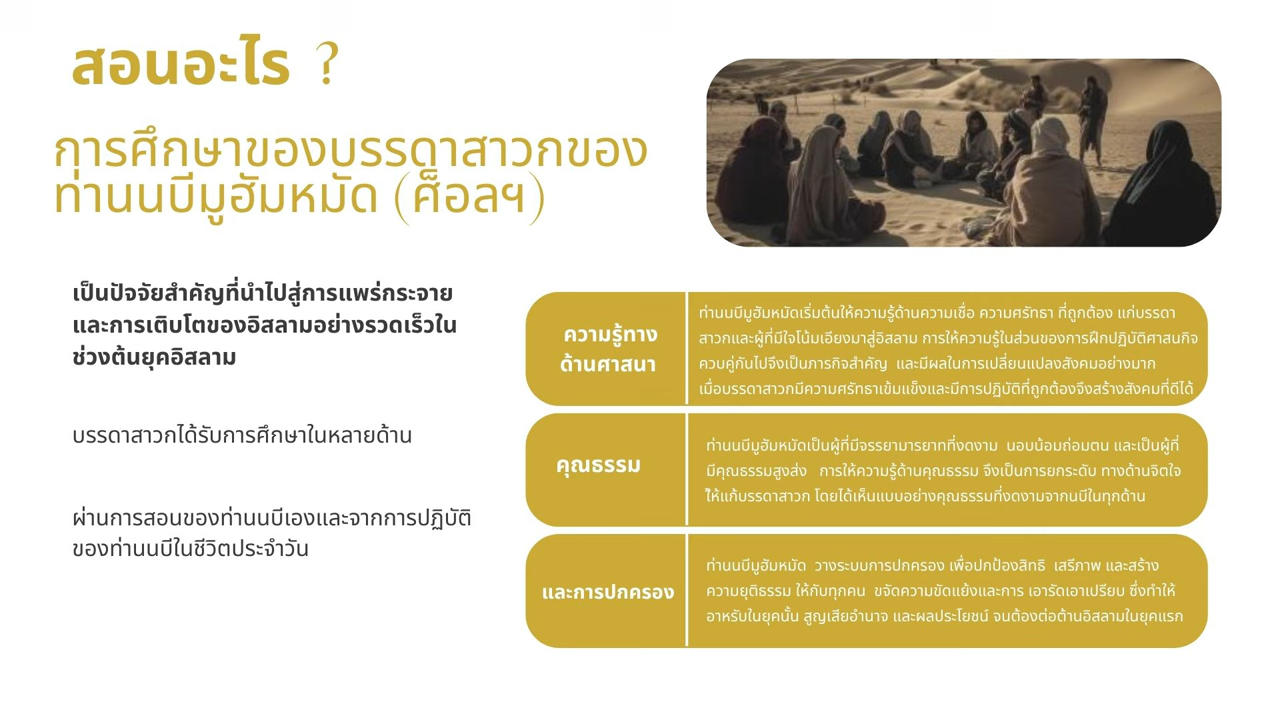 สอนอะไร ?
การศึกษาของบรรดาสาวกของ
ท่านนบีมูฮัมหมัด (ศ็อลฯ)
เป็นปัจจัยสำคัญที่นำไปสู่การแพร่กระจาย
และการเติบโตของอิสลามอย่างรวดเร็วใน
ช่วงต้นยุคอิสลาม
บรรดาสาวกได้รับการศึกษาในหลายด้าน
ผ่านการสอนของท่านนบีเองและจากการปฏิบัติ
ของท่านนบีในชีวิตประจำวัน
ความรู้ทาง
ด้านศาสนา
ท่านนบีมูฮัมหมัดเริ่มต้นให้ความรู้ด้านความเชื่อ ความศรัทธา ที่ถูกต้อง แก่บรรดา
สาวกและผู้ที่มีใจโน้มเอียงมาสู่อิสลาม การให้ความรู้ในส่วนของการฝึกปฏิบัติศาสนกิจ
ควบคู่กันไปจึงเป็นภารกิจสำคัญ และมีผลในการเปลี่ยนแปลงสังคมอย่างมาก
เมื่อบรรดาสาวกมีความศรัทธาเข้มแข็งและมีการปฏิบัติที่ถูกต้องจึงสร้างสังคมที่ดีได้
คุณธรรม
ท่านนบีมูฮัมหมัดเป็นผู้ที่มีจรรยามารยาทที่งดงาม นอบน้อมถ่อมตน และเป็นผู้ที่
มีคุณธรรมสูงส่ง การให้ความรู้ด้านคุณธรรม จึงเป็นการยกระดับ ทางด้านจิตใจ
ให้แก้บรรดาสาวก โดยได้เห็นแบบอย่างคุณธรรมที่งดงามจากนบีในทุกด้าน
และการปกครอง
ท่านนบีมูฮัมหมัด วางระบบการปกครอง เพื่อปกป้องสิทธิ เสรีภาพ และสร้าง
ความยุติธรรม ให้กับทุกคน ขจัดความขัดแย้งและการ เอารัดเอาเปรียบ ซึ่งทำให้
อาหรับในยุคนั้น สูญเสียอำนาจ และผลประโยชน์ จนต้องต่อต้านอิสลามในยุคแรก